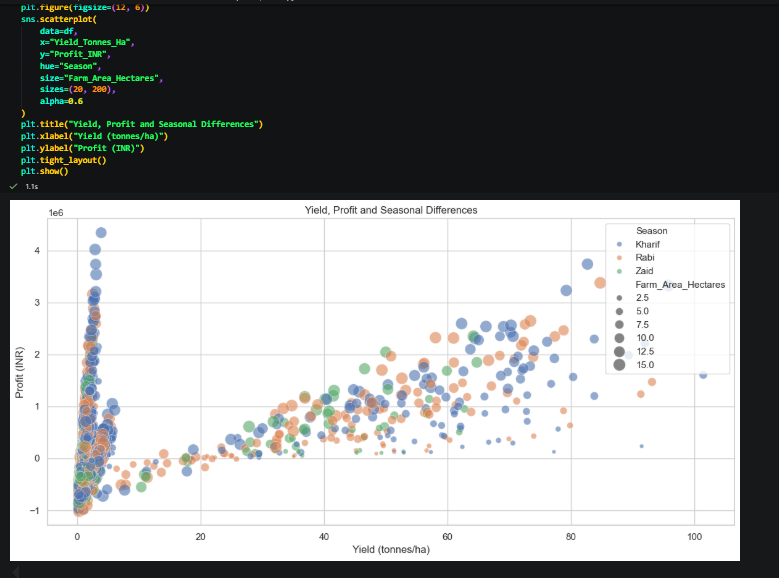 plt.figure(figsize=(12, 6))
sns.scatterplot(
data=df,
x="Yield_Tonnes_Ha",
y="Profit_INR",
hue="Season",
size="Farm_Area_Hectares",
sizes=(20, 200),
alpha=0.6
)
plt.title("Yield, Profit and Seasonal Differences")
plt.xlabel("Yield (tonnes/ha)")
plt.ylabel("Profit (INR)")
plt.tight_layout()
plt.show()
1.1s
Yield, Profit and Seasonal Differences
1e6
Season
Kharif
Rabi
Zaid
Farm_Area_Hectares
2.5
5.0
7.5
10.0
12.5
15.0
4
3
2
1
0
−1
Profit (INR)
0 20 40 60 80 100
Yield (tonnes/ha)